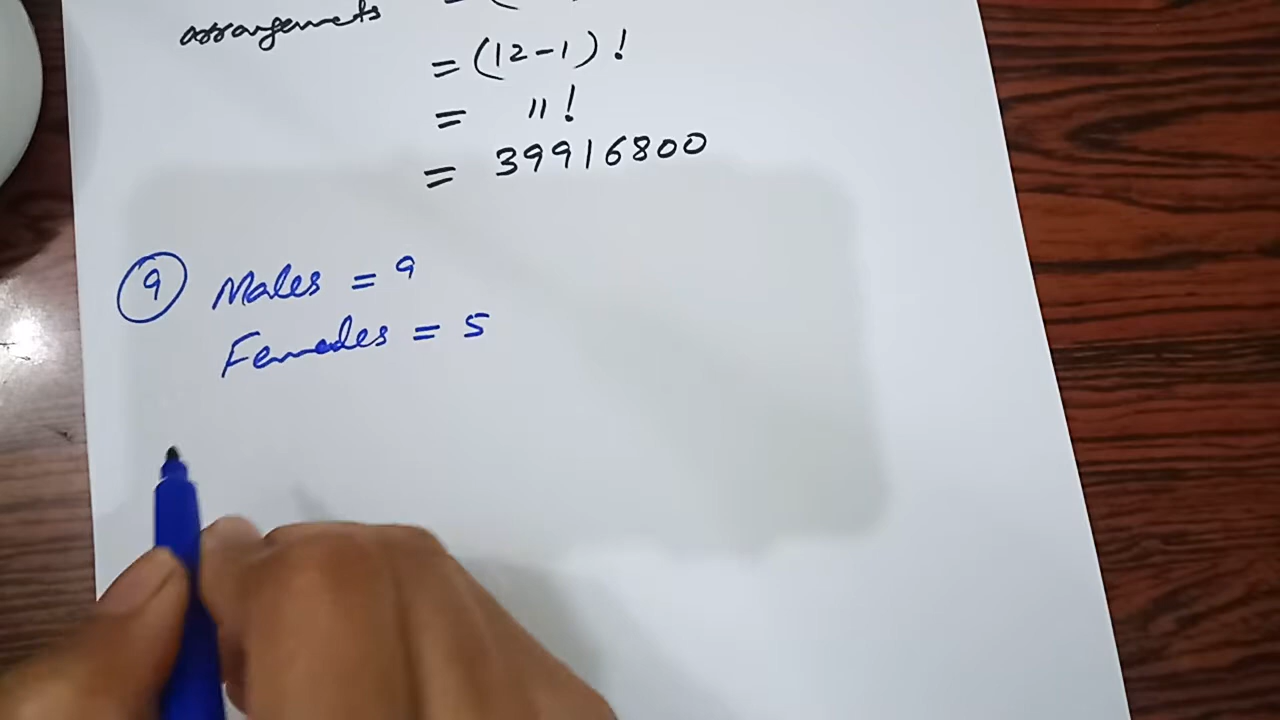 arrangements
= (12-1)!
= 11!
= 39916800
9 Males = 9
Females = 5